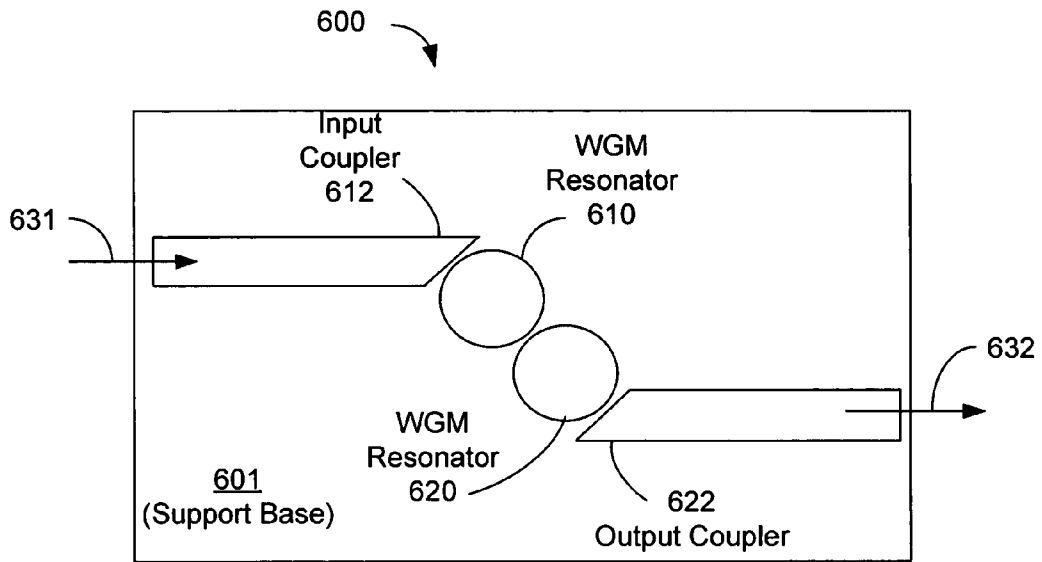 600
Input
Coupler
612
WGM
Resonator
610
631
632
WGM
Resonator
620
601
(Support Base)
622
Output Coupler